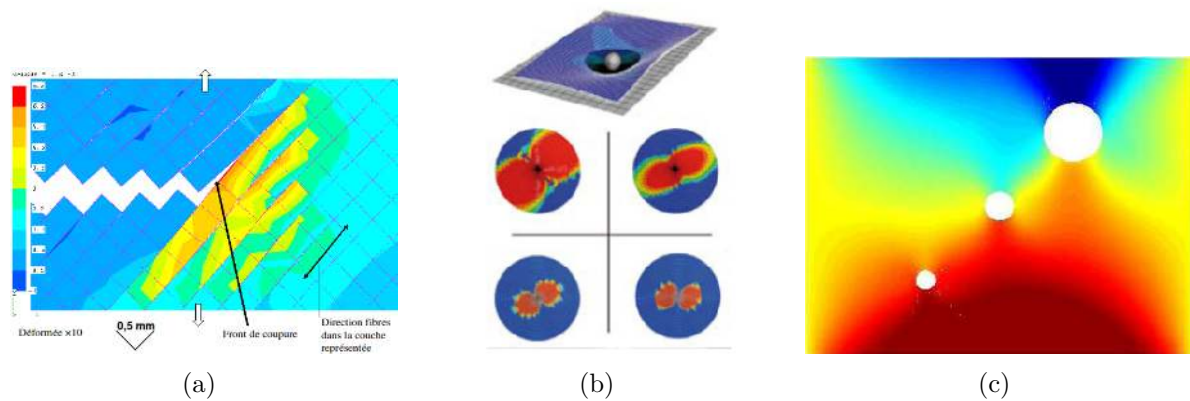 Déformée ×10
0,5 mm
Front de coupure
Direction fibres
dans la couche
représentée
(a)
(b)
(c)